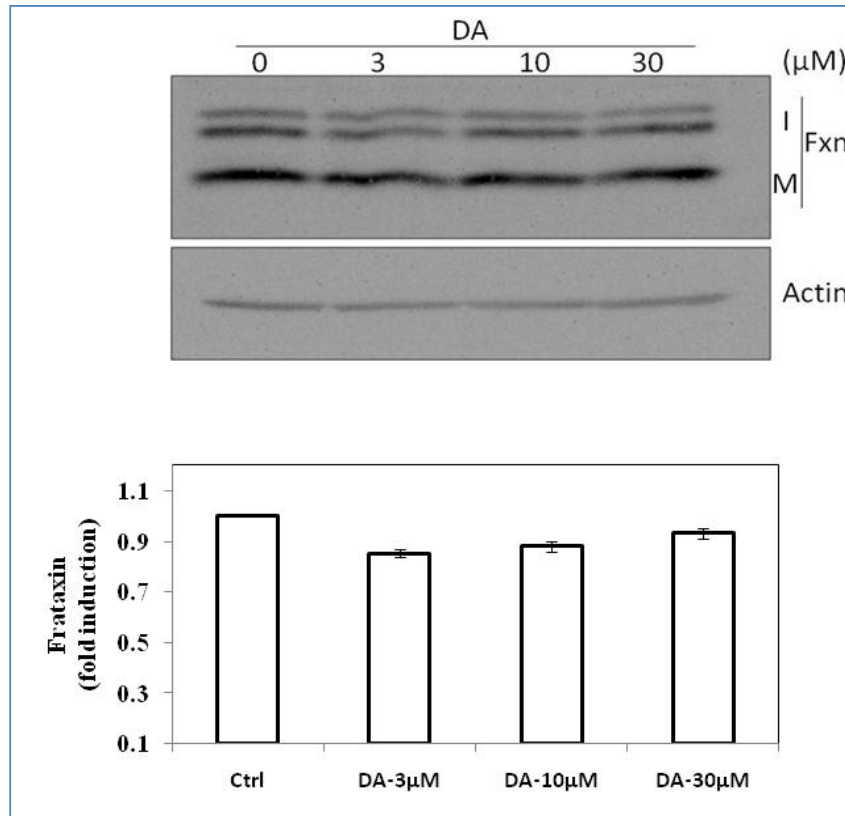 DA
0 3 10 30 (µM)
I
Fxn
M
Actin
1.1
0.9
0.7
0.5
0.3
0.1
Frataxin
(fold induction)
Ctrl DA-3µM DA-10µM DA-30µM